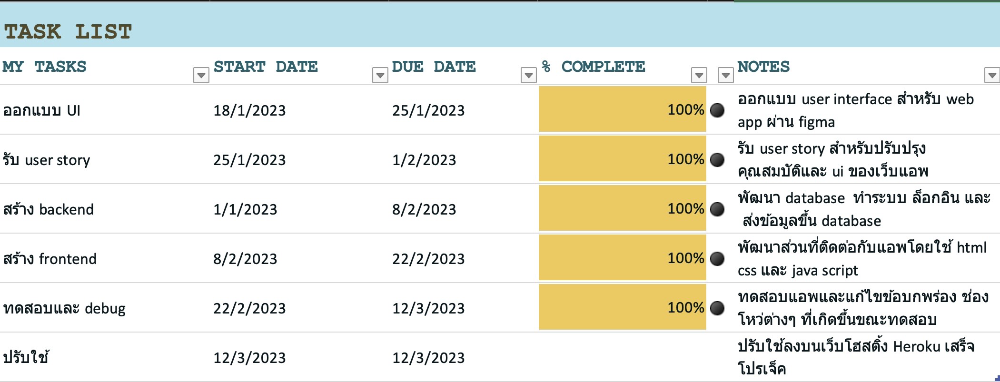 TASK LIST
MY TASKS START DATE DUE DATE % COMPLETE NOTES
ออกแบบ UI 18/1/2023 25/1/2023 100% ออกแบบ user interface สำหรับ web
app ผ่าน figma
รับ user story 25/1/2023 1/2/2023 100% รับ user story สำหรับปรับปรุง
คุณสมบัติและ ui ของเว็บแอพ
สร้าง backend 1/1/2023 8/2/2023 100% พัฒนา database ทำระบบ ล็อกอิน และ
ส่งข้อมูลขึ้น database
สร้าง frontend 8/2/2023 22/2/2023 100% พัฒนาส่วนที่ติดต่อกับแอพโดยใช้ html
css และ java script
ทดสอบและ debug 22/2/2023 12/3/2023 100% ทดสอบแอพและแก้ไขข้อบกพร่อง ช่อง
โหว่ต่างๆ ที่เกิดขึ้นขณะทดสอบ
ปรับใช้ 12/3/2023 12/3/2023 ปรับใช้ลงบนเว็บโฮสติ้ง Heroku เสร็จ
โปรเจ็ค